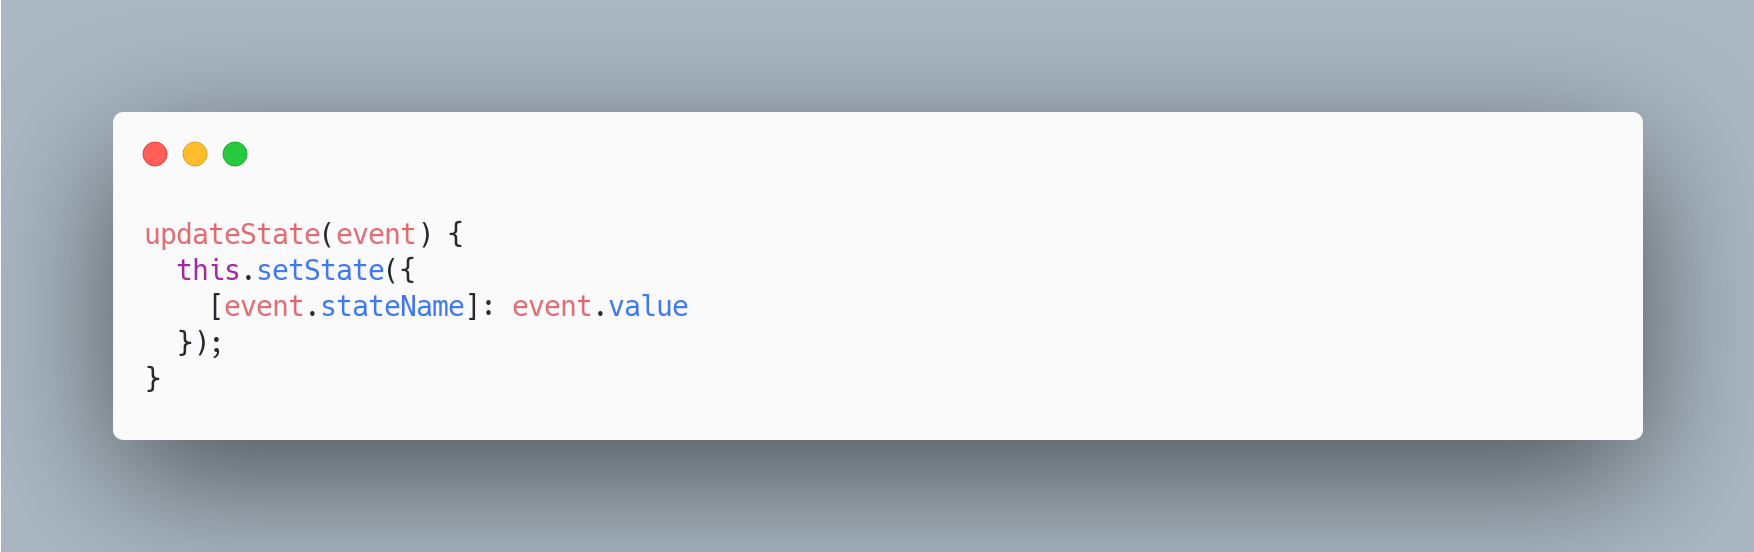 updateState(event) {
  this.setState({
    [event.stateName]: event.value
  });
}